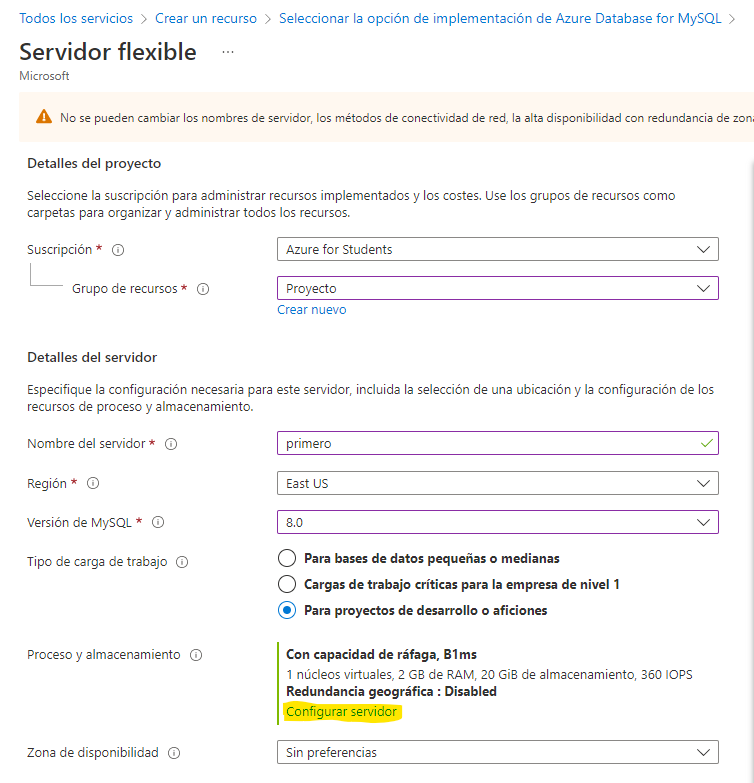 Todos los servicios > Crear un recurso > Seleccionar la opción de implementación de Azure Database for MySQL >
Servidor flexible ...
Microsoft
No se pueden cambiar los nombres de servidor, los métodos de conectividad de red, la alta disponibilidad con redundancia de zona
Detalles del proyecto
Seleccione la suscripción para administrar recursos implementados y los costes. Use los grupos de recursos como
carpetas para organizar y administrar todos los recursos.
Suscripción * Azure for Students
Grupo de recursos * Proyecto
Crear nuevo
Detalles del servidor
Especifique la configuración necesaria para este servidor, incluida la selección de una ubicación y la configuración de los
recursos de proceso y almacenamiento.
Nombre del servidor * primero
Región * East US
Versión de MySQL * 8.0
Tipo de carga de trabajo Para bases de datos pequeñas o medianas
Cargas de trabajo críticas para la empresa de nivel 1
Para proyectos de desarrollo o aficiones
Proceso y almacenamiento Con capacidad de ráfaga, B1ms
1 núcleos virtuales, 2 GB de RAM, 20 GiB de almacenamiento, 360 IOPS
Redundancia geográfica : Disabled
Configurar servidor
Zona de disponibilidad Sin preferencias